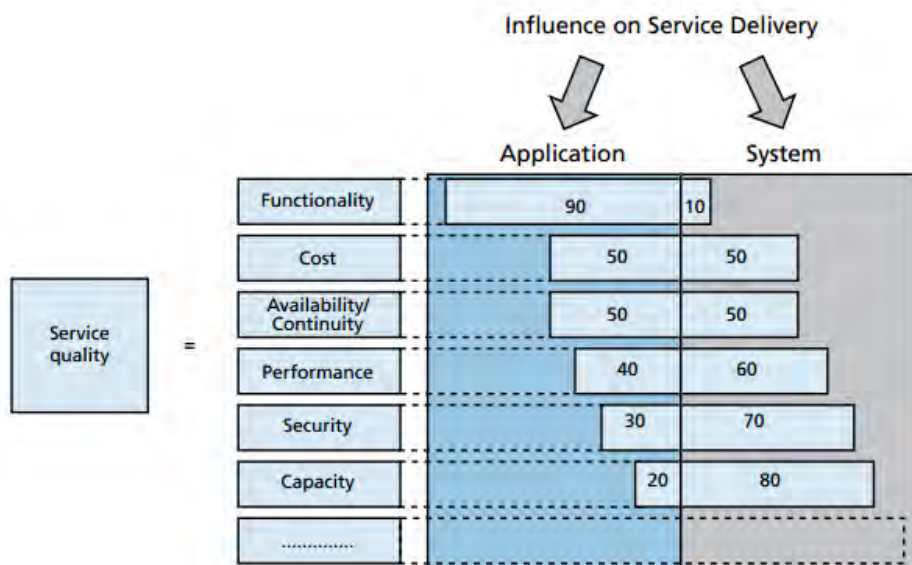 Influence on Service Delivery
Application
System
Functionality
90
10
Cost
50
50
Availability/
Continuity
50
50
Service
quality
=
Performance
40
60
Security
30
70
Capacity
20
80
..............